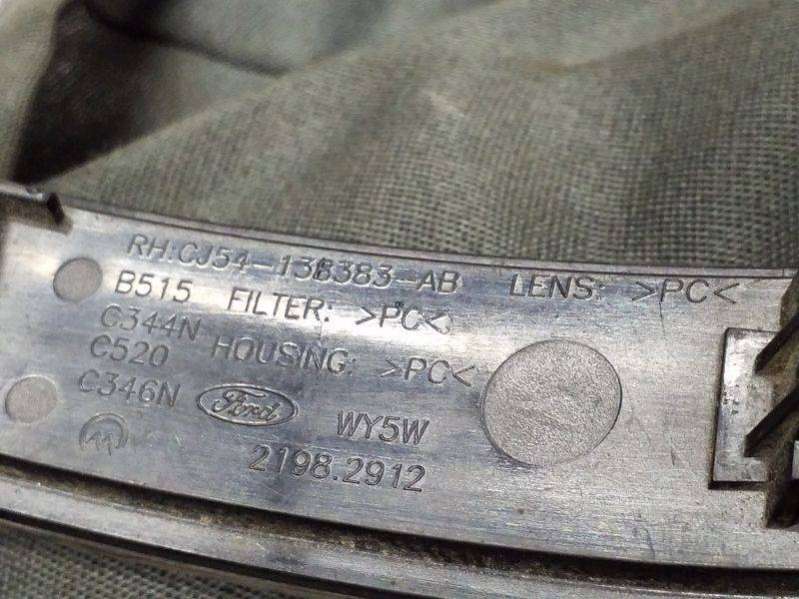 RH:CJ54-13B383-AB LENS: >PC<
B515 FILTER: >PC<
C344N
C520 HOUSING: >PC<
C346N Ford WY5W
2198.2912